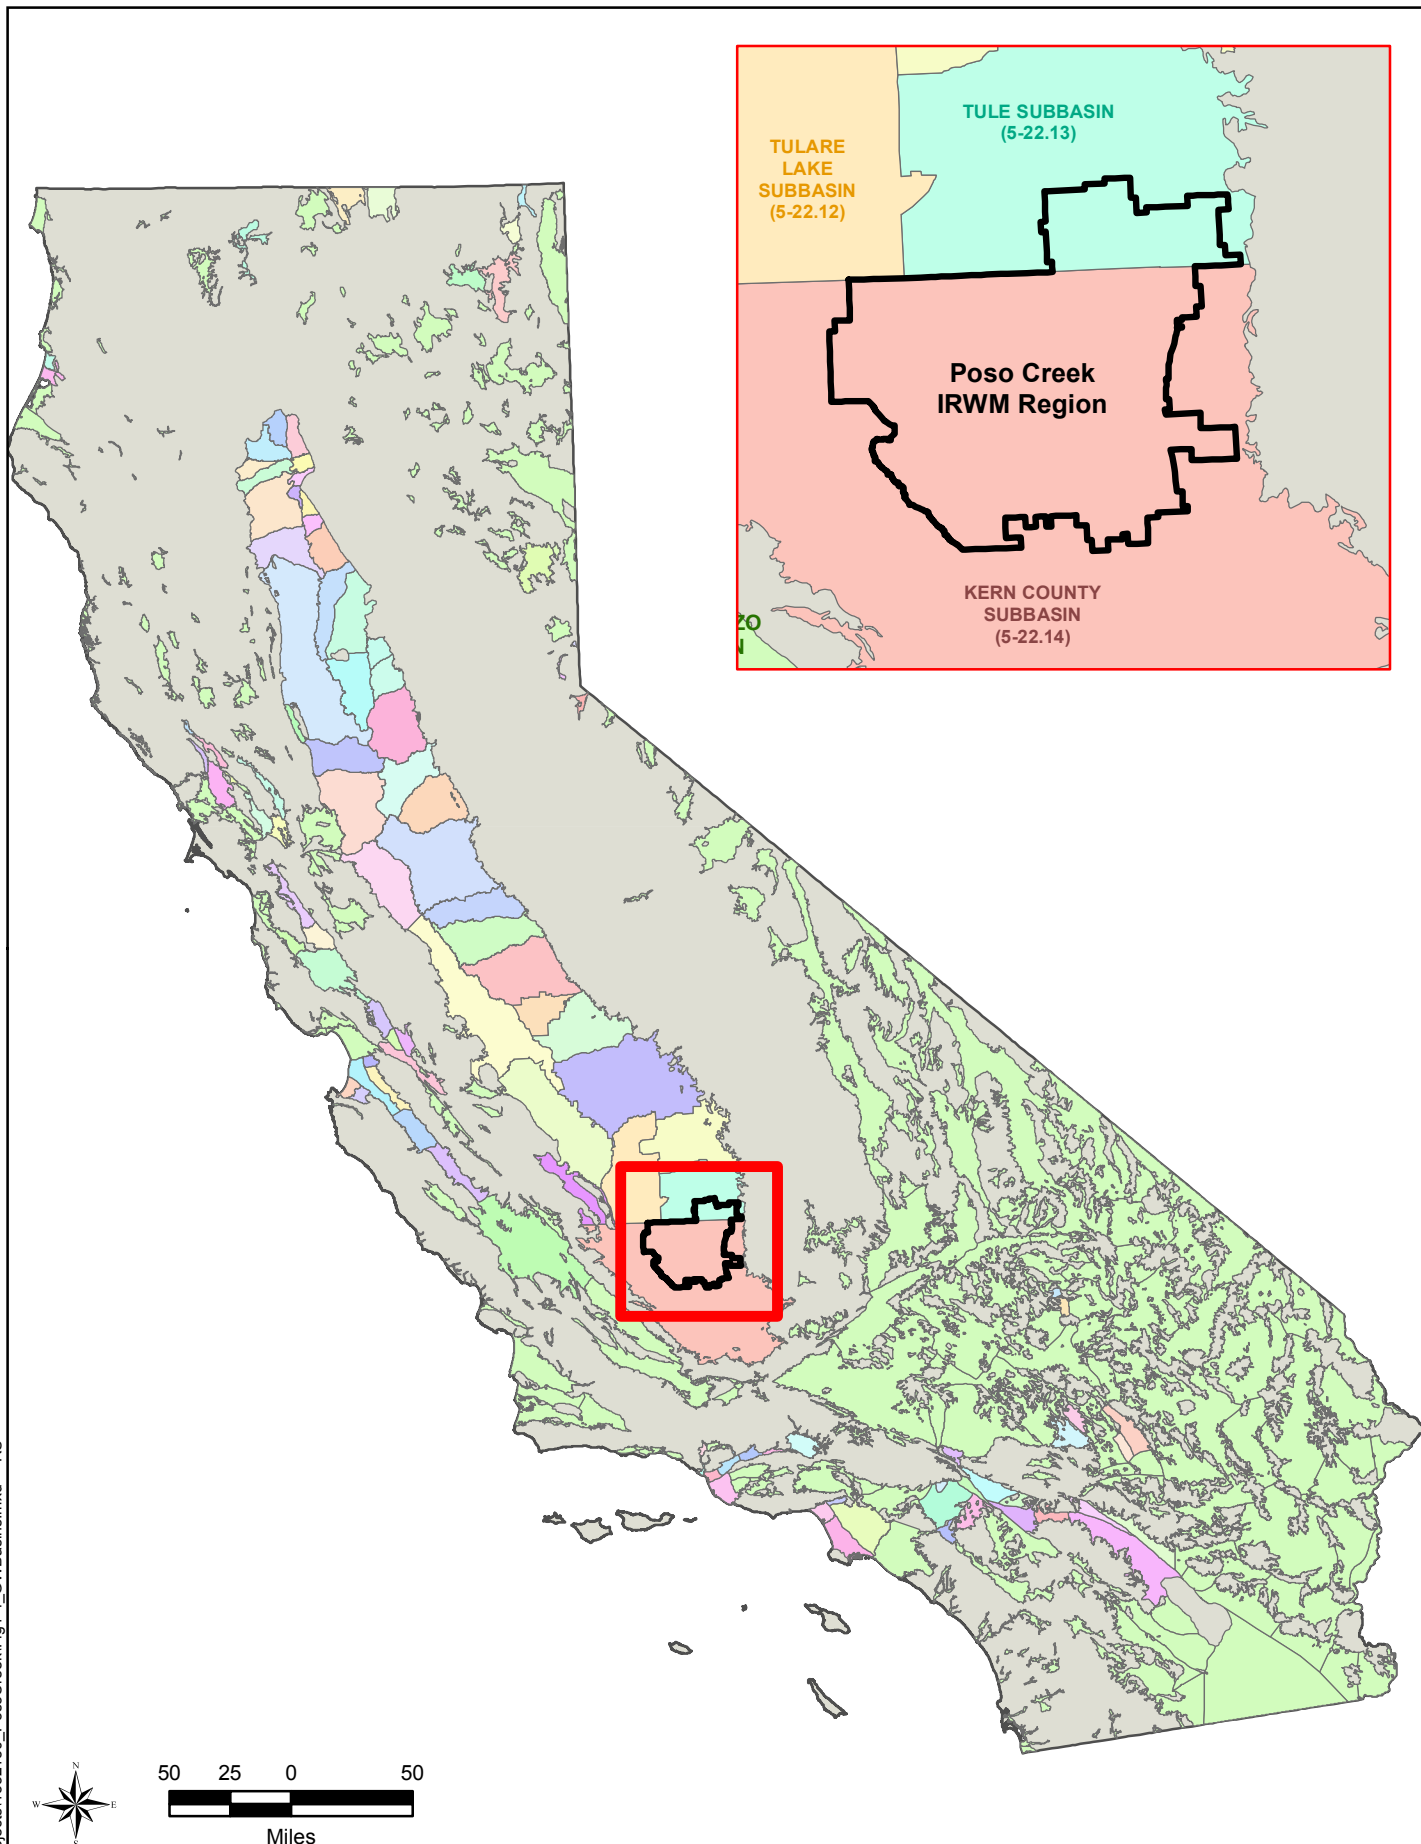 TULE SUBBASIN
(5-22.13)
TULARE
LAKE
SUBBASIN
(5-22.12)
Poso Creek
IRWM Region
KERN COUNTY
SUBBASIN
(5-22.14)
ZO
N
N
W E
S
50 25 0 50
Miles